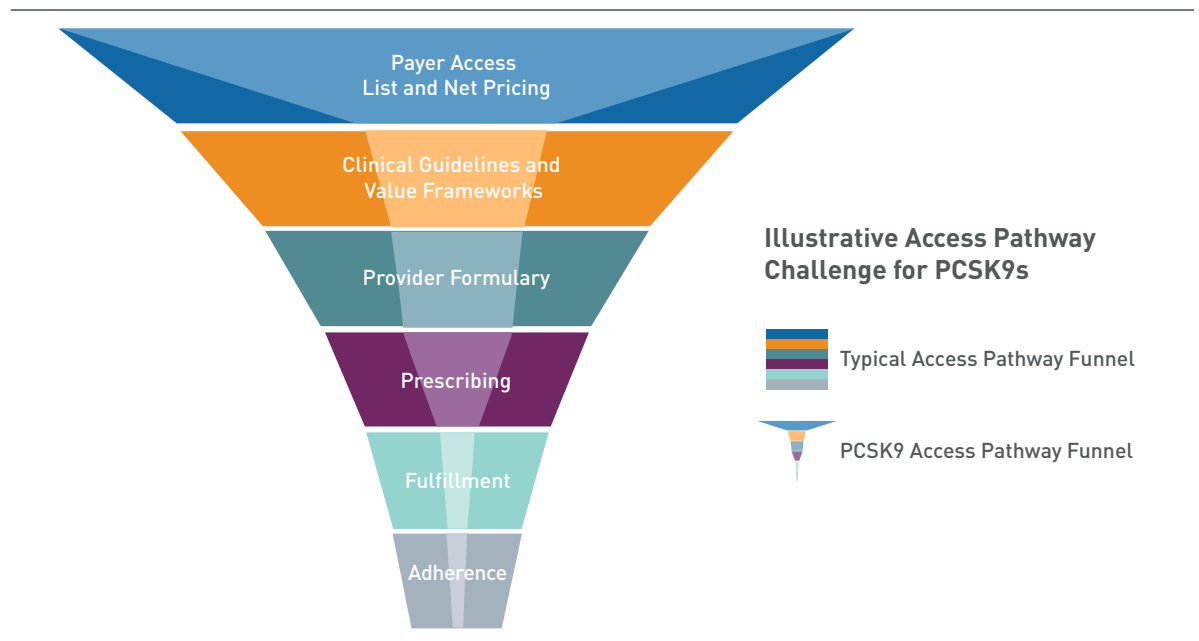 Payer Access
List and Net Pricing
Clinical Guidelines and
Value Frameworks
Provider Formulary
Prescribing
Fulfillment
Adherence
Illustrative Access Pathway
Challenge for PCSK9s
Typical Access Pathway Funnel
PCSK9 Access Pathway Funnel